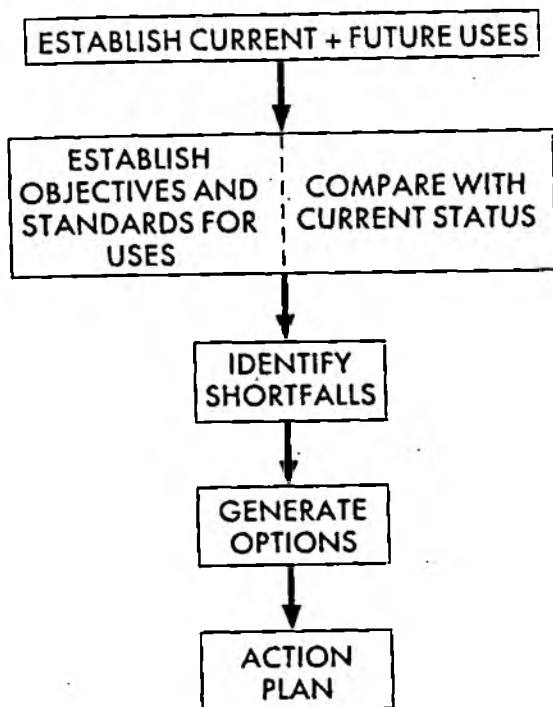 ESTABLISH CURRENT + FUTURE USES
ESTABLISH
OBJECTIVES AND
STANDARDS FOR
USES
COMPARE WITH
CURRENT STATUS
IDENTIFY
SHORTFALLS
GENERATE
OPTIONS
ACTION
PLAN